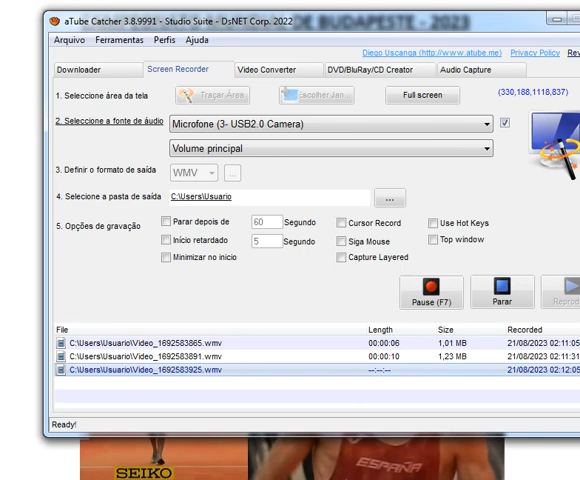 DE BUDAPESTE - 2023
aTube Catcher 3.8.9991 - Studio Suite - DsNET Corp. 2022
Arquivo Ferramentas Perfis Ajuda
Diego Uscanga (http://www.atube.me) Privacy Policy Rev
Downloader Screen Recorder Video Converter DVD/BluRay/CD Creator Audio Capture
1. Seleccione área da tela Traçar Área Escolher Jan Full screen (330,188,1118,837)
2. Seleccione a fonte de áudio Microfone (3- USB2.0 Camera)
Volume principal
3. Definir o formato de saída WMV ...
4. Selecione a pasta de saída C:\Users\Usuario ...
5. Opções de gravação Parar depois de 60 Segundo Cursor Record Use Hot Keys
Início retardado 5 Segundo Siga Mouse Top window
Minimizar no inicio Capture Layered
Pause (F7) Parar Reprod
File Length Size Recorded
C:\Users\Usuario\Video_1692583865.wmv 00:00:06 1,01 MB 21/08/2023 02:11:05
C:\Users\Usuario\Video_1692583891.wmv 00:00:10 1,23 MB 21/08/2023 02:11:31
C:\Users\Usuario\Video_1692583925.wmv --:--:-- 21/08/2023 02:12:05
Ready!
SEIKO
ESPAÑA